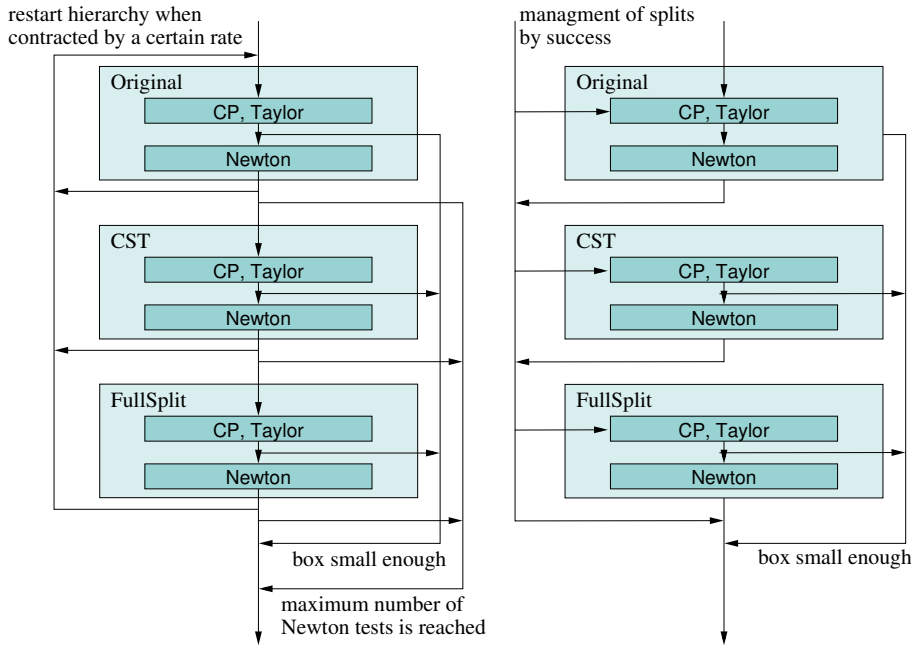 restart hierarchy when
contracted by a certain rate
Original
CP, Taylor
Newton
CST
CP, Taylor
Newton
FullSplit
CP, Taylor
Newton
box small enough
maximum number of
Newton tests is reached
managment of splits
by success
Original
CP, Taylor
Newton
CST
CP, Taylor
Newton
FullSplit
CP, Taylor
Newton
box small enough